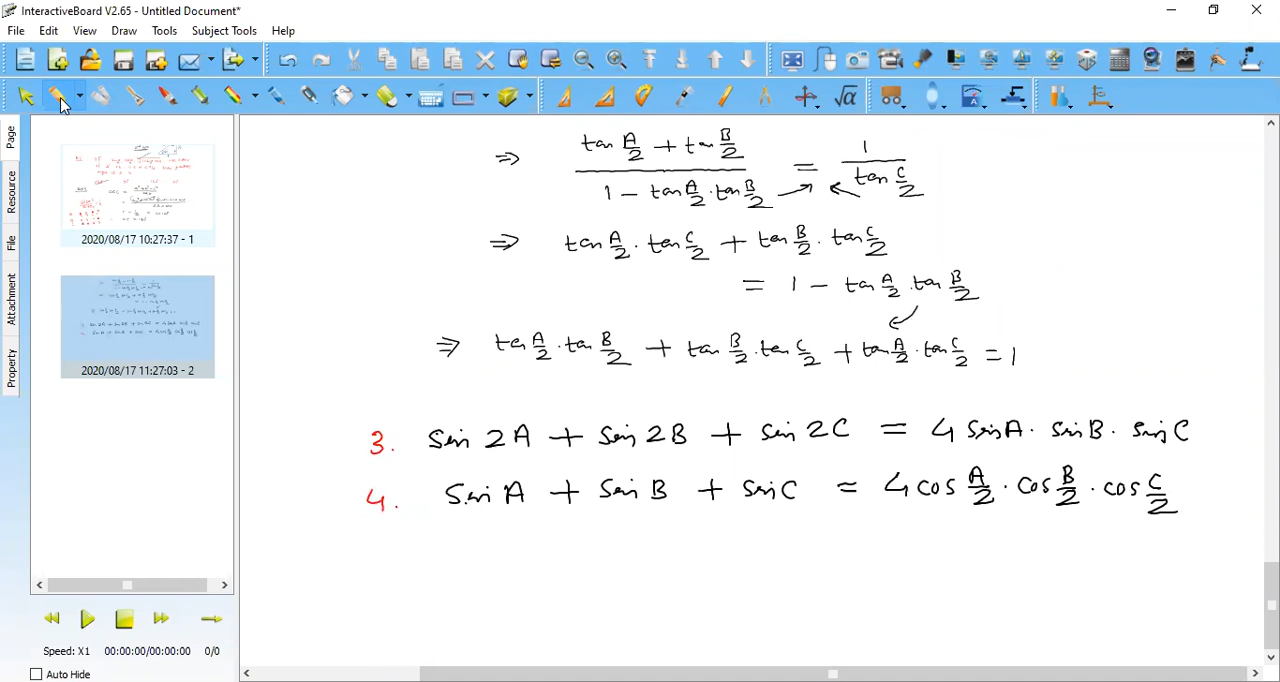 InteractiveBoard V2.65 - Untitled Document*
File Edit View Draw Tools Subject Tools Help
Page
Resource
File
Attachment
Property
2020/08/17 10:27:37 - 1
2020/08/17 11:27:03 - 2
Speed: X1 00:00:00/00:00:00 0/0
Auto Hide
⇒ (tan A/2 + tan B/2) / (1 - tan A/2 · tan B/2) = 1 / tan C/2
⇒ tan A/2 · tan C/2 + tan B/2 · tan C/2
= 1 - tan A/2 · tan B/2
⇒ tan A/2 · tan B/2 + tan B/2 · tan C/2 + tan A/2 · tan C/2 = 1
3. Sin 2A + Sin 2B + Sin 2C = 4 SinA · SinB · Sin C
4. Sin A + Sin B + Sin C = 4 cos A/2 · cos B/2 · cos C/2